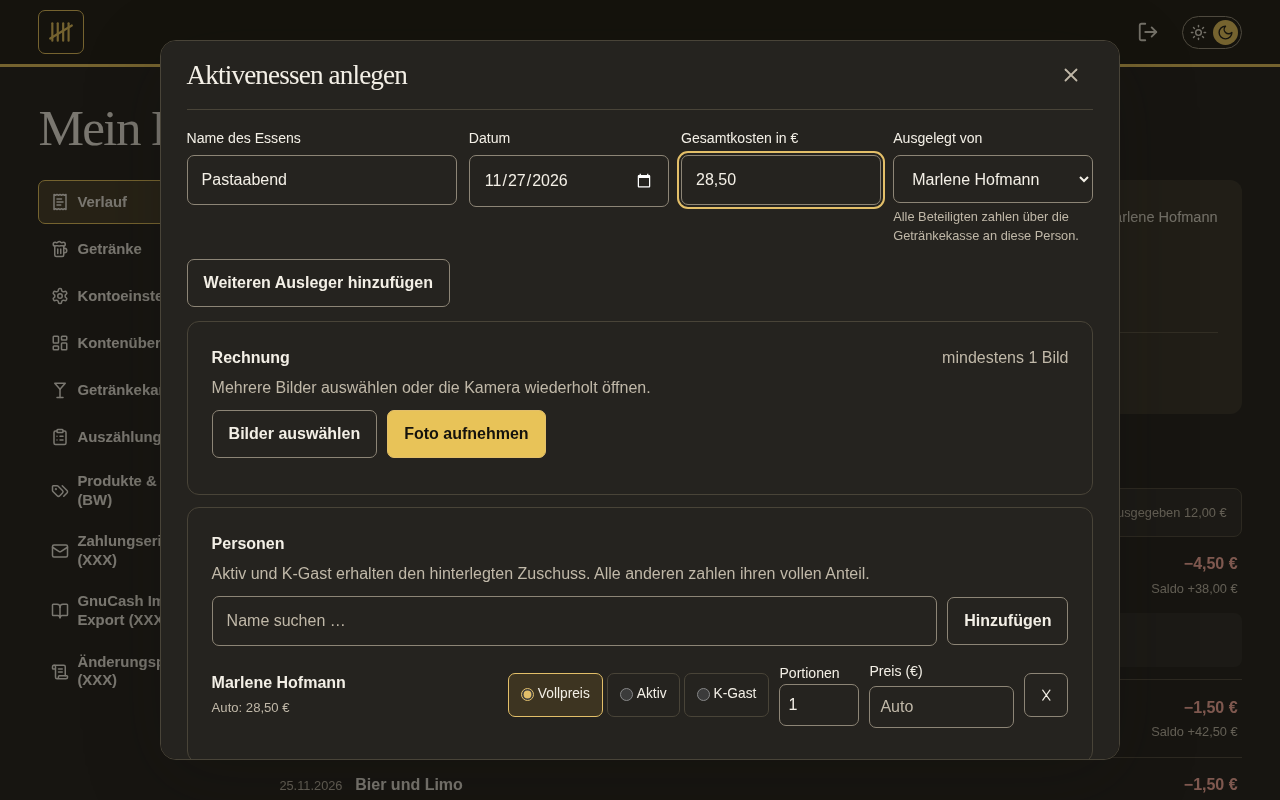 Aktivenessen anlegen
Mein
Name des Essens
Datum
Gesamtkosten in €
Ausgelegt von
Pastaabend
11/27/2026
28,50
Marlene Hofmann
Alle Beteiligten zahlen über die
Getränkekasse an diese Person.
Weiteren Ausleger hinzufügen
Rechnung
mindestens 1 Bild
Mehrere Bilder auswählen oder die Kamera wiederholt öffnen.
Bilder auswählen
Foto aufnehmen
Personen
Aktiv und K-Gast erhalten den hinterlegten Zuschuss. Alle anderen zahlen ihren vollen Anteil.
Name suchen …
Hinzufügen
Marlene Hofmann
Auto: 28,50 €
Vollpreis
Aktiv
K-Gast
Portionen
1
Preis (€)
Auto
X
Verlauf
Getränke
Kontoeinste
Kontenüber
Getränkekar
Auszählung
Produkte &
(BW)
Zahlungseri
(XXX)
GnuCash Im
Export (XXX
Änderungsp
(XXX)
rlene Hofmann
usgegeben 12,00 €
−4,50 €
Saldo +38,00 €
−1,50 €
Saldo +42,50 €
25.11.2026
Bier und Limo
−1,50 €